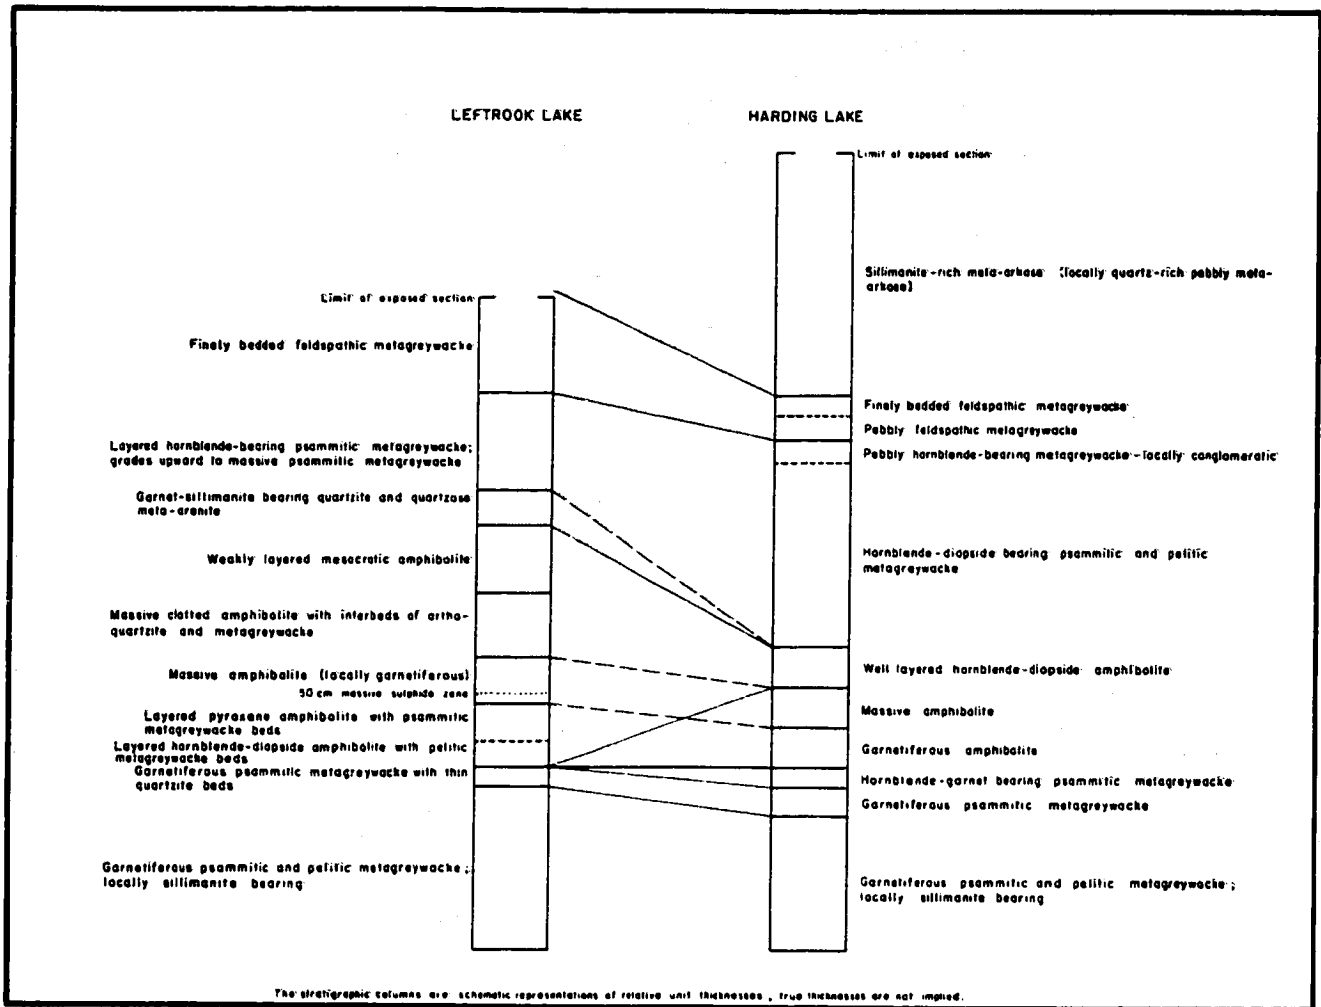 LEFTROOK LAKE
HARDING LAKE
Limit of exposed section
Finely bedded feldspathic metagreywacke
Layered hornblende-bearing psammitic metagreywacke;
grades upward to massive psammitic metagreywacke
Garnet-sillimanite bearing quartzite and quartzose
meta-arenite
Weakly layered mesocratic amphibolite
Massive clotted amphibolite with interbeds of ortho-
quartzite and metagreywacke
Massive amphibolite (locally garnetiferous)
50 cm massive sulphide zone
Layered pyroxene amphibolite with psammitic
metagreywacke beds
Layered hornblende-diopside amphibolite with pelitic
metagreywacke beds
Garnetiferous psammitic metagreywacke with thin
quartzite beds
Garnetiferous psammitic and pelitic metagreywacke;
locally sillimanite bearing
Limit of exposed section
Sillimanite-rich meta-arkose (locally quartz-rich pebbly meta-
arkose)
Finely bedded feldspathic metagreywacke
Pebbly feldspathic metagreywacke
Pebbly hornblende-bearing metagreywacke-locally conglomeratic
Hornblende-diopside bearing psammitic and pelitic
metagreywacke
Well layered hornblende-diopside amphibolite
Massive amphibolite
Garnetiferous amphibolite
Hornblende-garnet bearing psammitic metagreywacke
Garnetiferous psammitic metagreywacke
Garnetiferous psammitic and pelitic metagreywacke;
locally sillimanite bearing
The stratigraphic columns are schematic representations of relative unit thicknesses, true thicknesses are not implied.